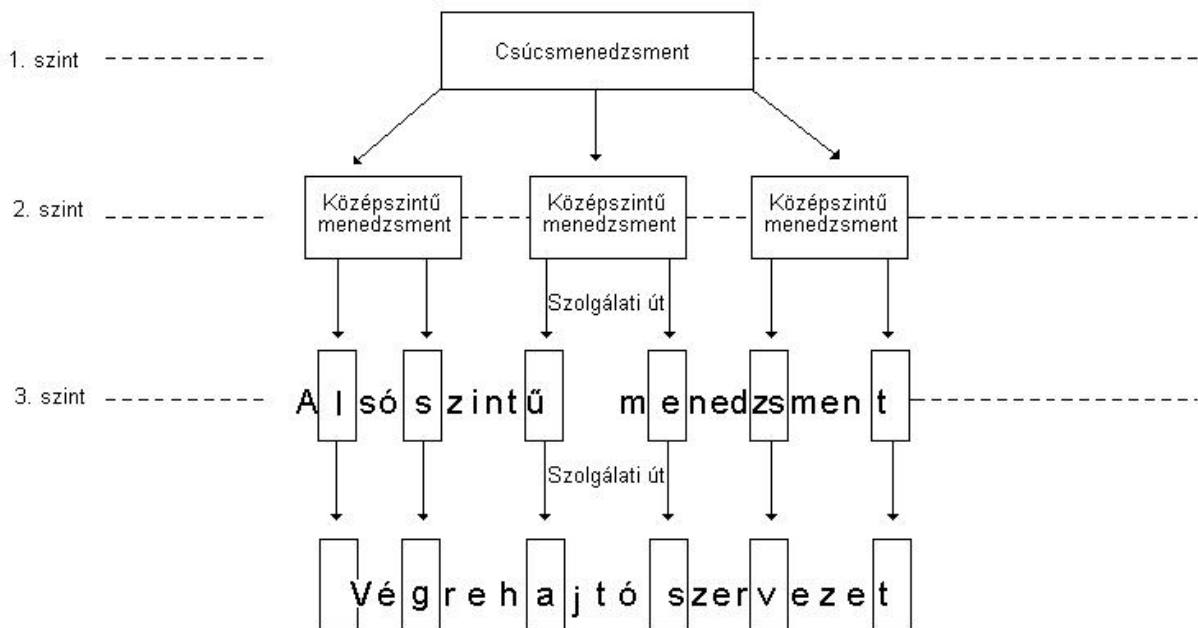 Csúcsmenedzsment
1. szint
Középszintű
menedzsment
Középszintű
menedzsment
Középszintű
menedzsment
2. szint
Szolgálati út
3. szint
Alsószintű menedzsment
Szolgálati út
Végrehajtó szervezet